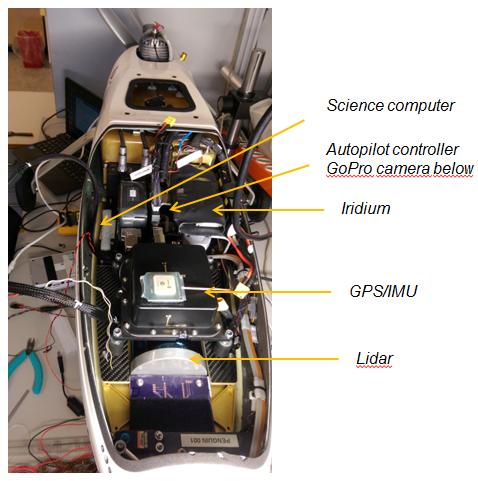 Science computer
Autopilot controller
GoPro camera below
Iridium
GPS/IMU
Lidar
PENGUIN 001